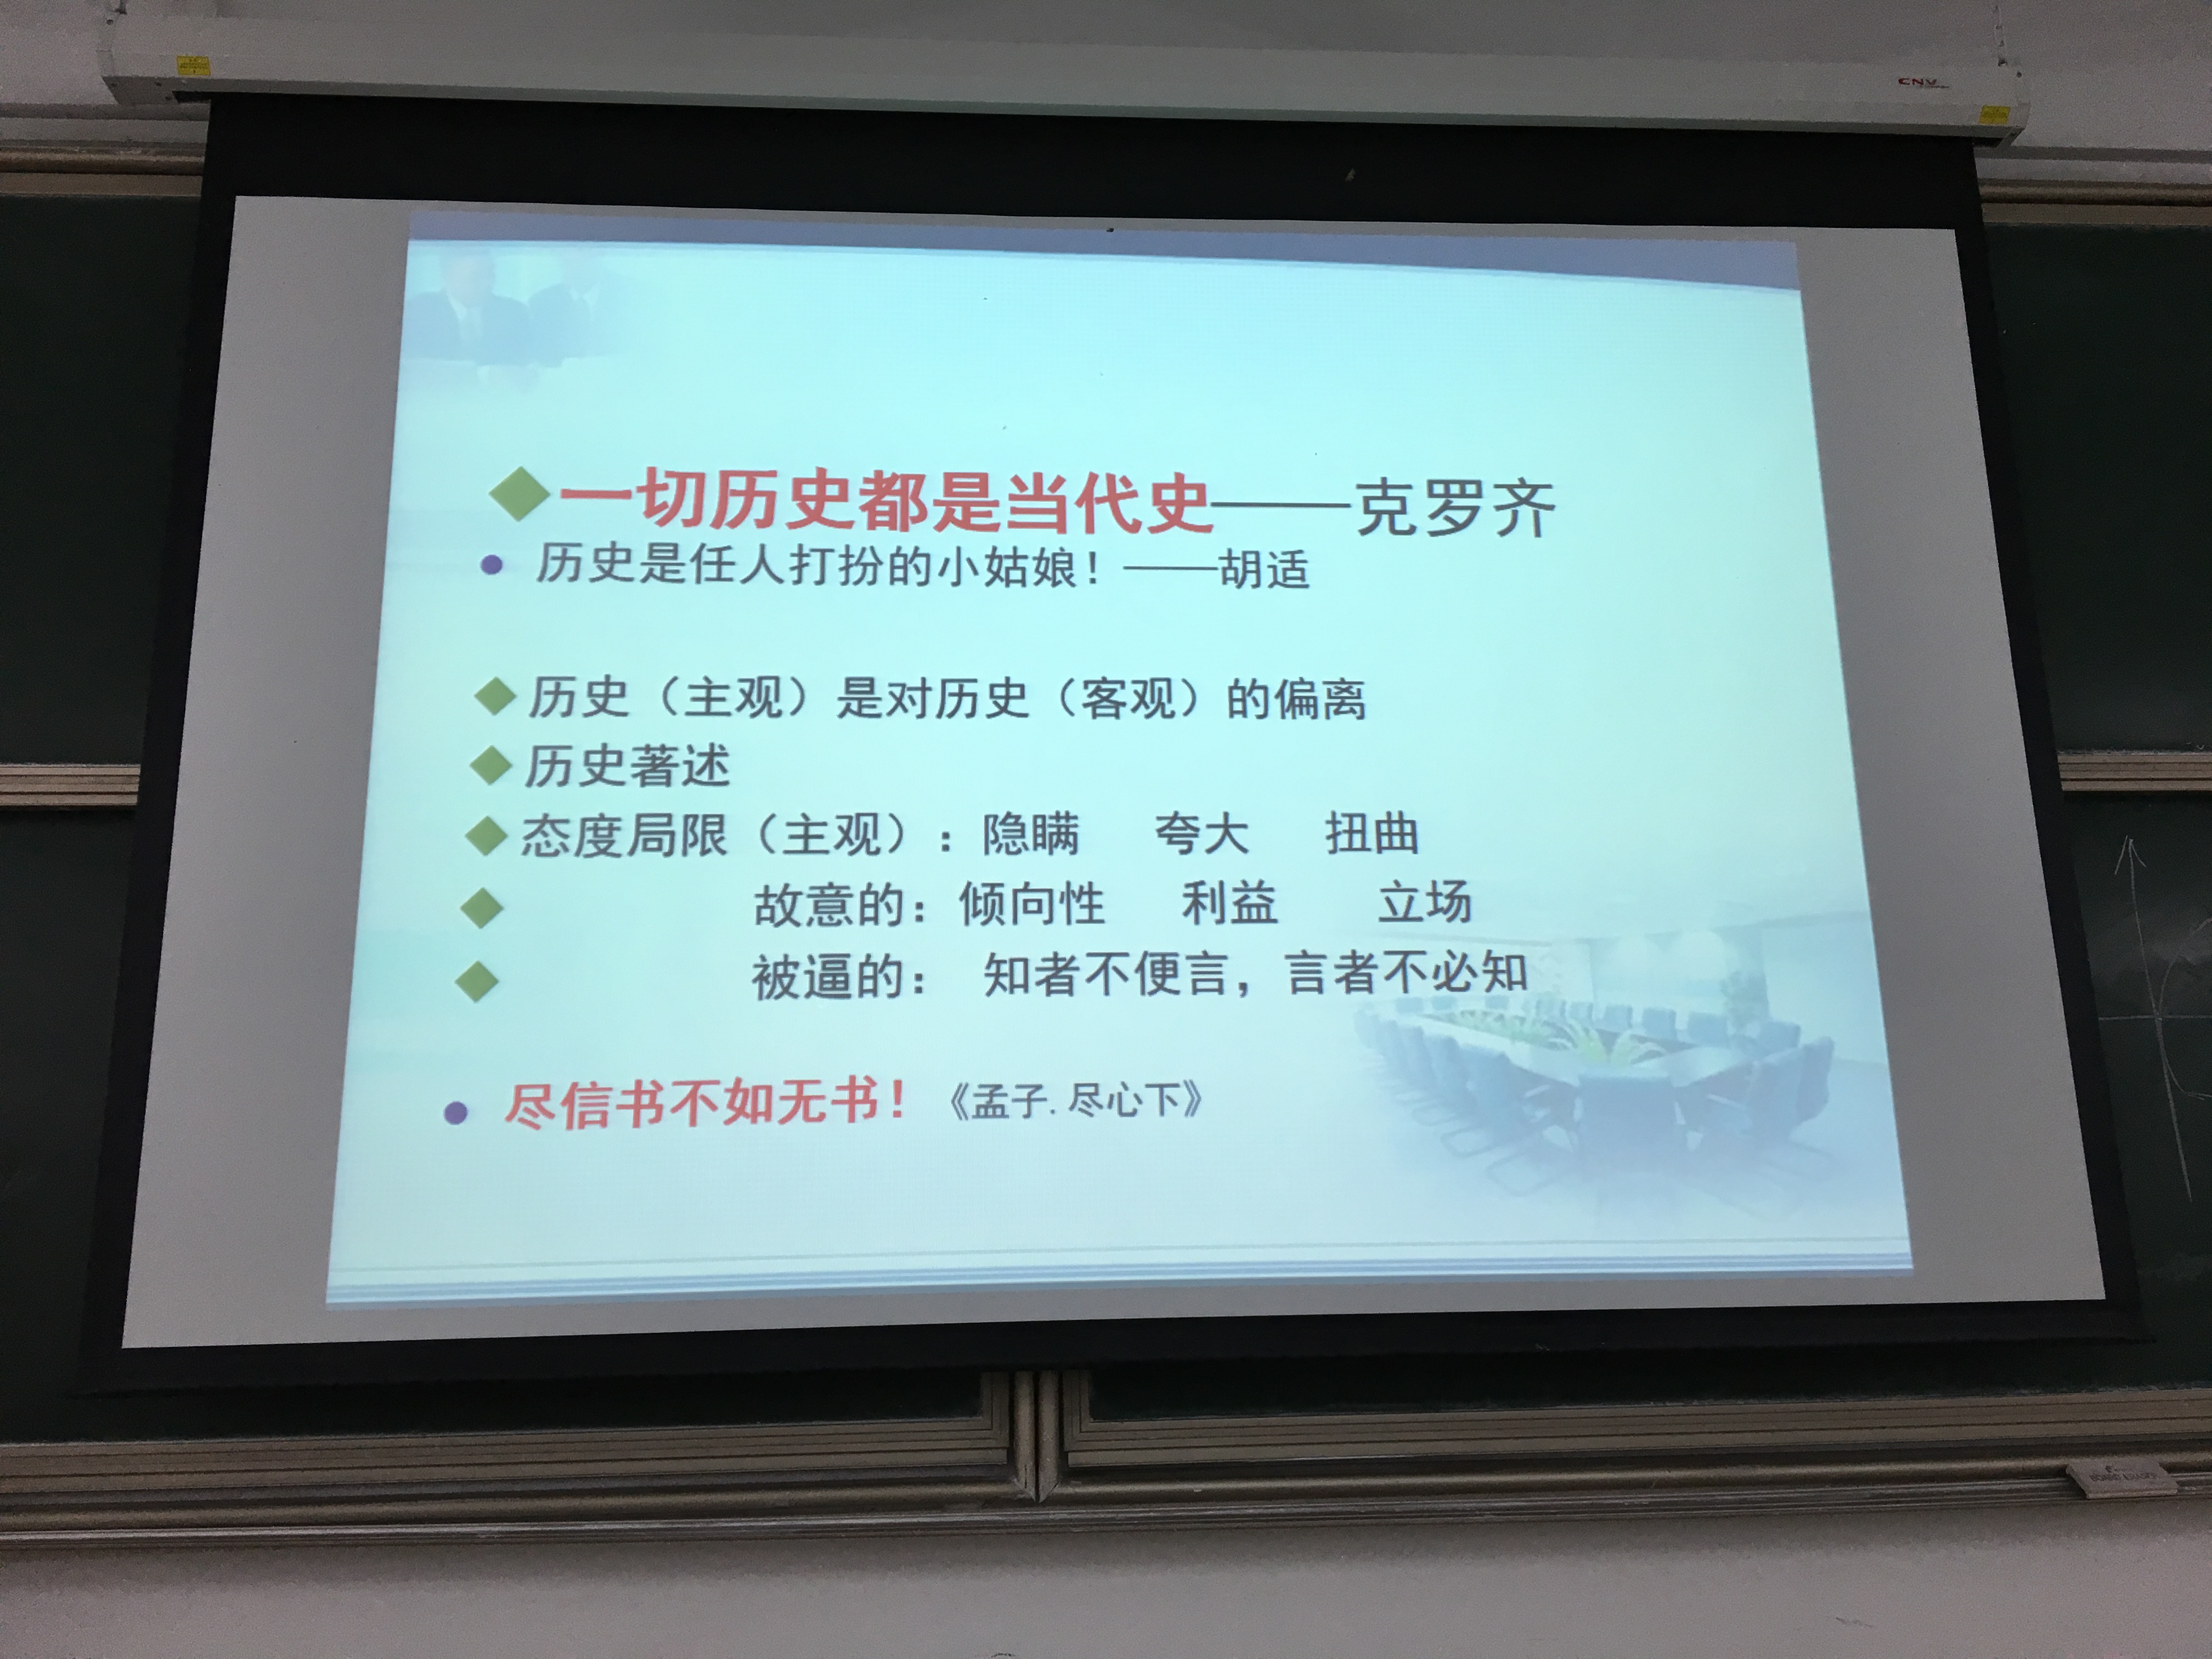 CNV
◆一切历史都是当代史——克罗齐
● 历史是任人打扮的小姑娘！——胡适
◆历史（主观）是对历史（客观）的偏离
◆历史著述
◆态度局限（主观）：隐瞒 夸大 扭曲
◆ 故意的：倾向性 利益 立场
◆ 被逼的： 知者不便言，言者不必知
● 尽信书不如无书！《孟子.尽心下》